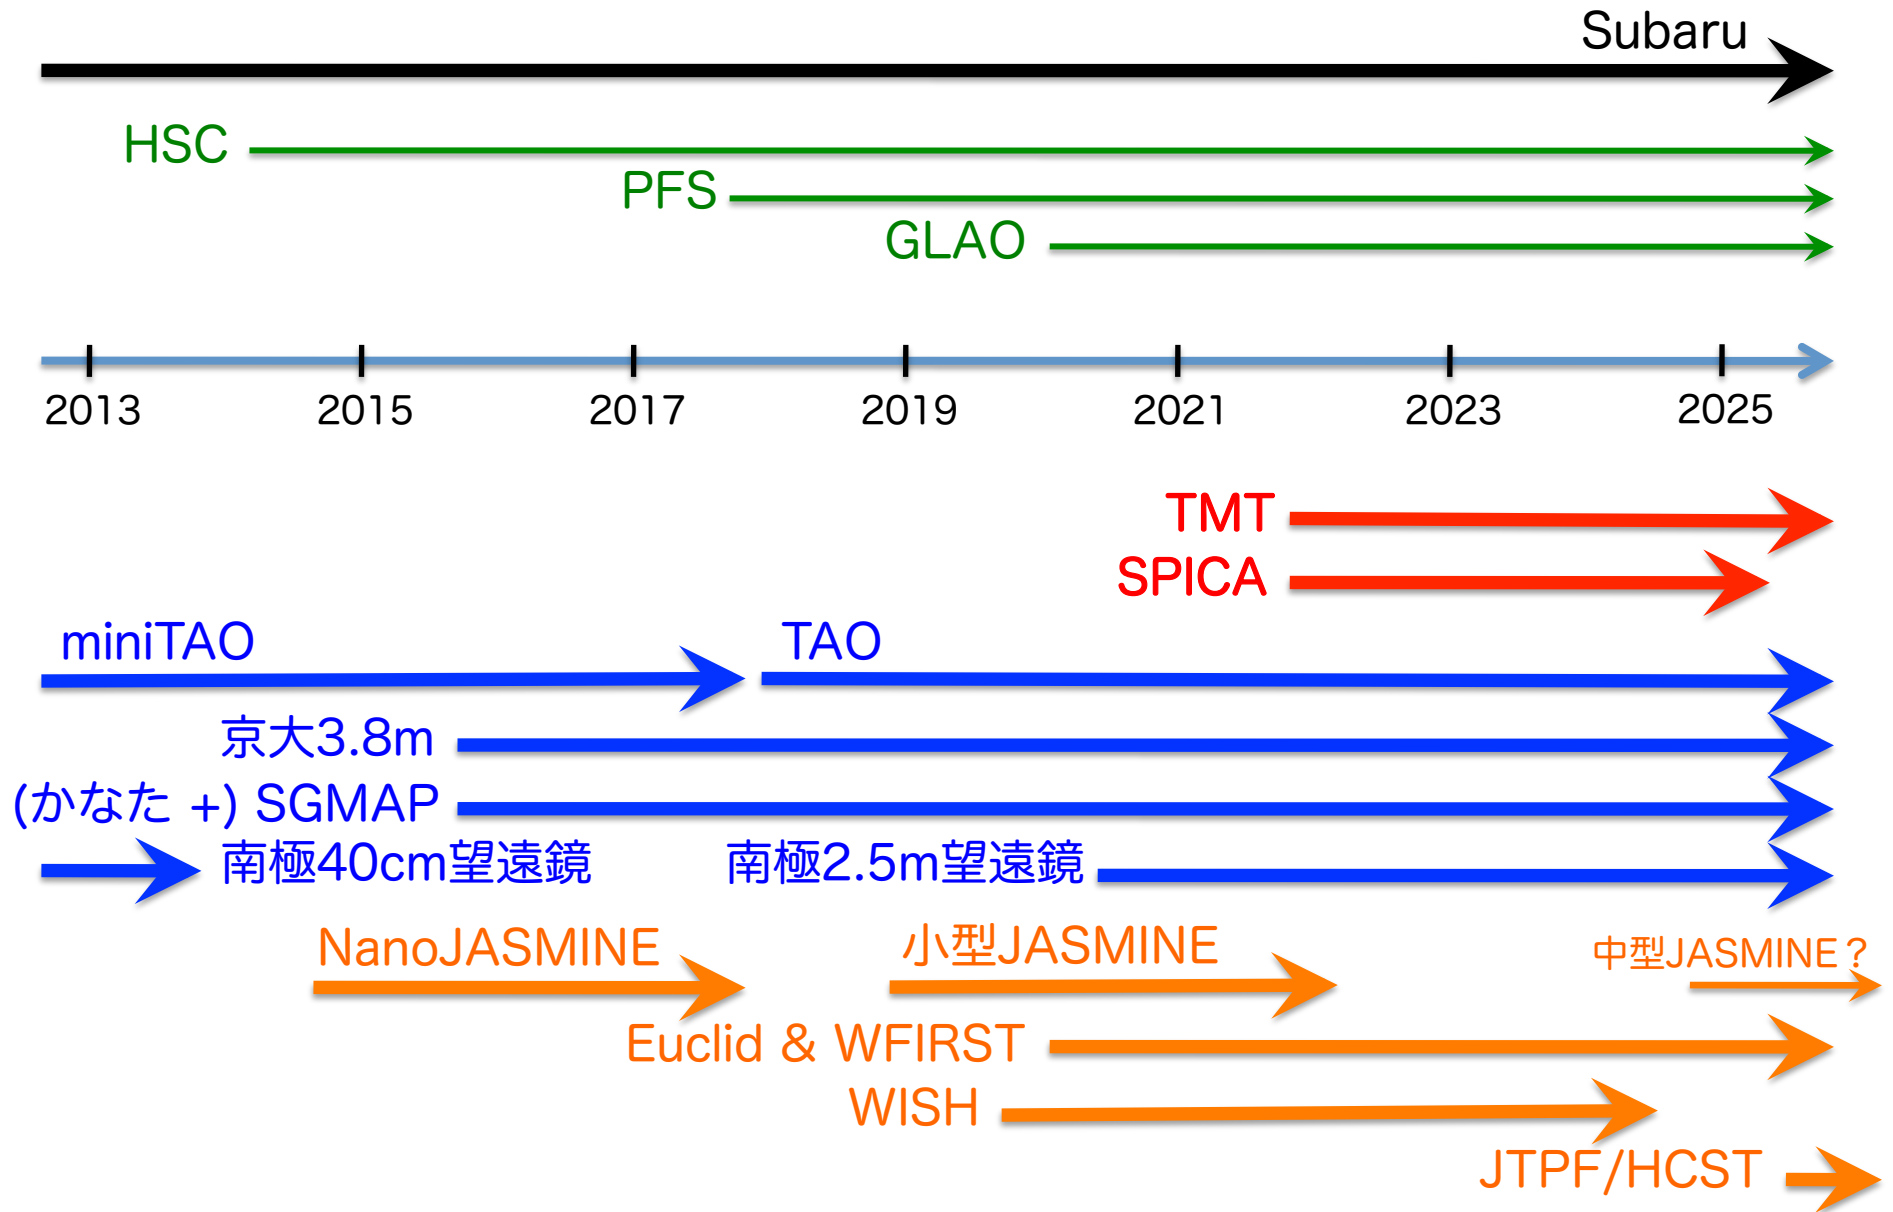 Subaru
HSC
PFS
GLAO
2013 2015 2017 2019 2021 2023 2025
TMT
SPICA
miniTAO TAO
京大3.8m
(かなた +) SGMAP
南極40cm望遠鏡 南極2.5m望遠鏡
NanoJASMINE 小型JASMINE 中型JASMINE？
Euclid & WFIRST
WISH
JTPF/HCST